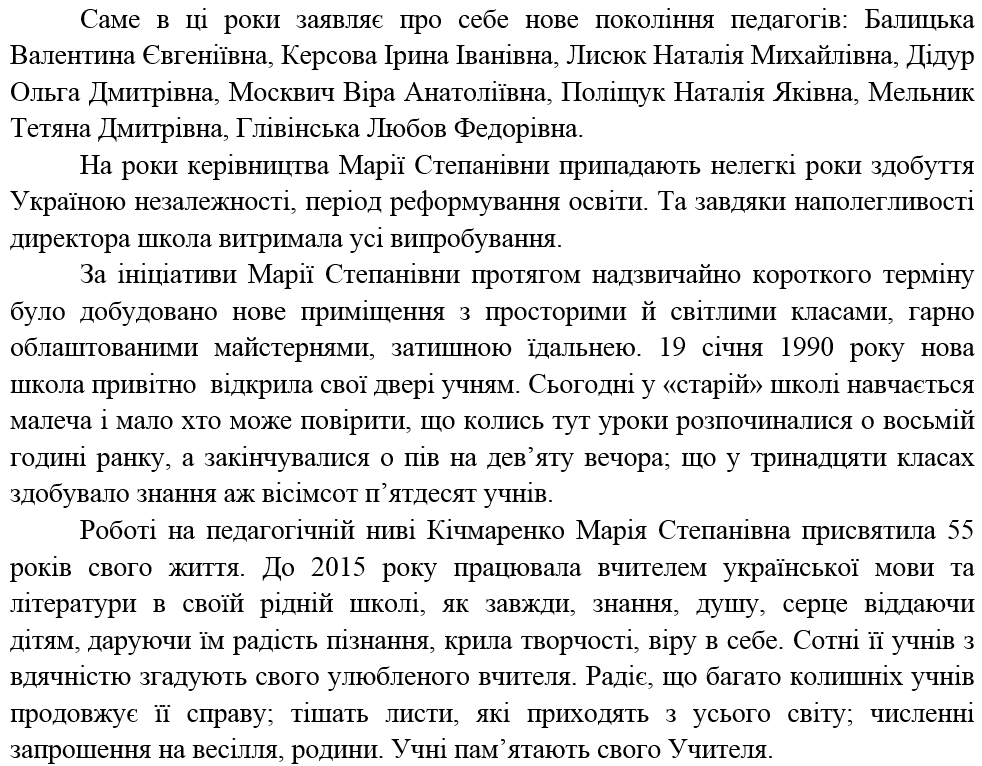 Саме в ці роки заявляє про себе нове покоління педагогів: Балицька
Валентина Євгеніївна, Керсова Ірина Іванівна, Лисюк Наталія Михайлівна, Дідур
Ольга Дмитрівна, Москвич Віра Анатоліївна, Поліщук Наталія Яківна, Мельник
Тетяна Дмитрівна, Глівінська Любов Федорівна.
На роки керівництва Марії Степанівни припадають нелегкі роки здобуття
Україною незалежності, період реформування освіти. Та завдяки наполегливості
директора школа витримала усі випробування.
За ініціативи Марії Степанівни протягом надзвичайно короткого терміну
було добудовано нове приміщення з просторими й світлими класами, гарно
облаштованими майстернями, затишною їдальнею. 19 січня 1990 року нова
школа привітно  відкрила свої двері учням. Сьогодні у «старій» школі навчається
малеча і мало хто може повірити, що колись тут уроки розпочиналися о восьмій
годині ранку, а закінчувалися о пів на дев’яту вечора; що у тринадцяти класах
здобувало знання аж вісімсот п’ятдесят учнів.
Роботі на педагогічній ниві Кічмаренко Марія Степанівна присвятила 55
років свого життя. До 2015 року працювала вчителем української мови та
літератури в своїй рідній школі, як завжди, знання, душу, серце віддаючи
дітям, даруючи їм радість пізнання, крила творчості, віру в себе. Сотні її учнів з
вдячністю згадують свого улюбленого вчителя. Радіє, що багато колишніх учнів
продовжує її справу; тішать листи, які приходять з усього світу; численні
запрошення на весілля, родини. Учні пам’ятають свого Учителя.